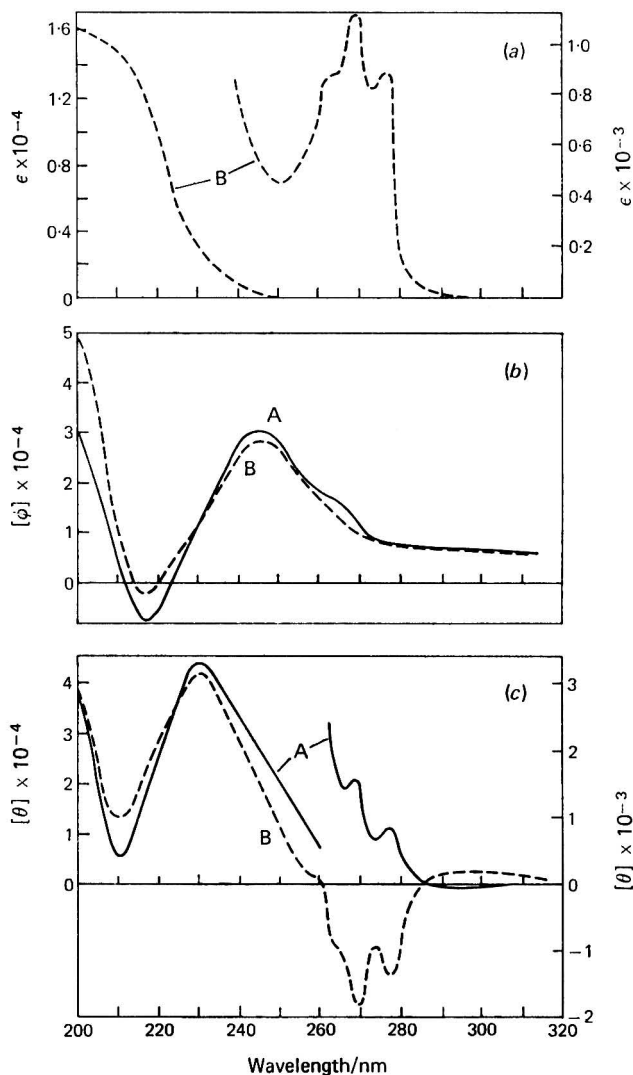 1·6
1·2
0·8
0·4
0
ϵ ×10⁻⁴
(a)
B
1·0
0·8
0·6
0·4
0·2
ϵ × 10⁻³
5
4
3
2
1
0
[ϕ] × 10⁻⁴
(b)
A
B
4
3
2
1
0
[θ] × 10⁻⁴
(c)
A
B
3
2
1
0
−1
−2
[θ] × 10⁻³
200 220 240 260 280 300 320
Wavelength/nm